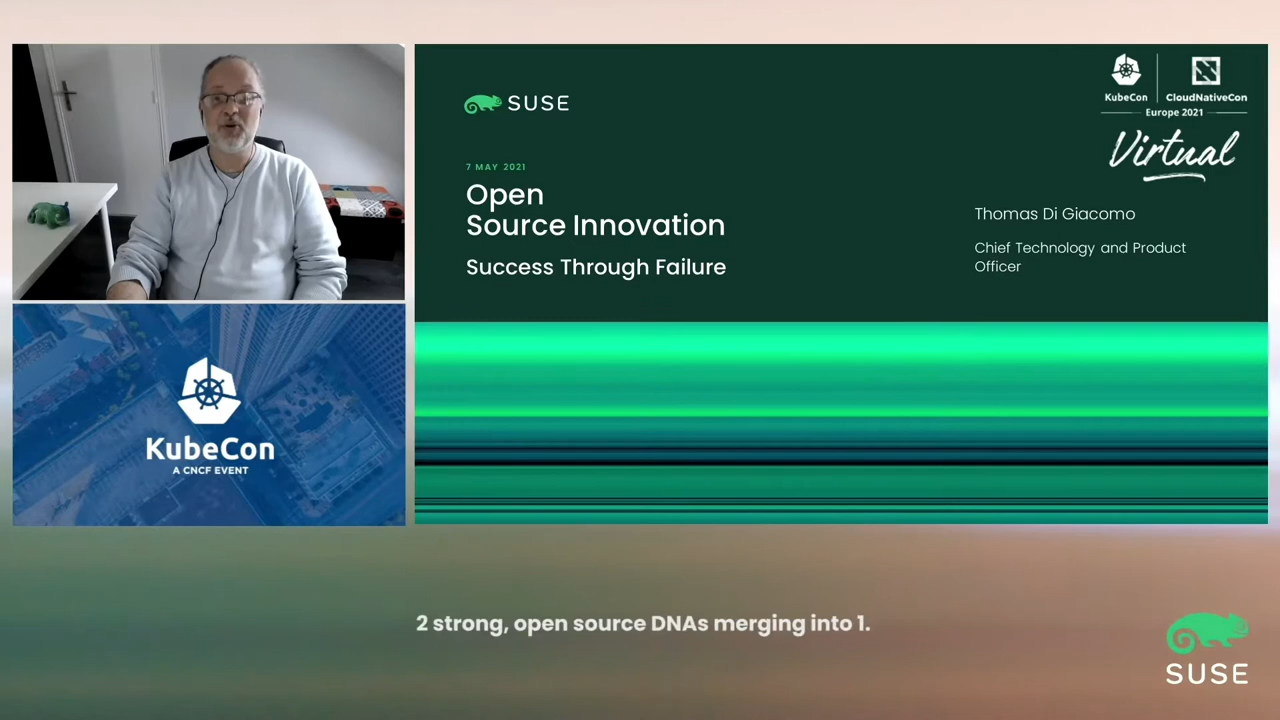 SUSE
KubeCon
CloudNativeCon
Europe 2021
Virtual
7 MAY 2021
Open
Source Innovation
Success Through Failure
Thomas Di Giacomo
Chief Technology and Product
Officer
KubeCon
A CNCF EVENT
2 strong, open source DNAs merging into 1.
SUSE